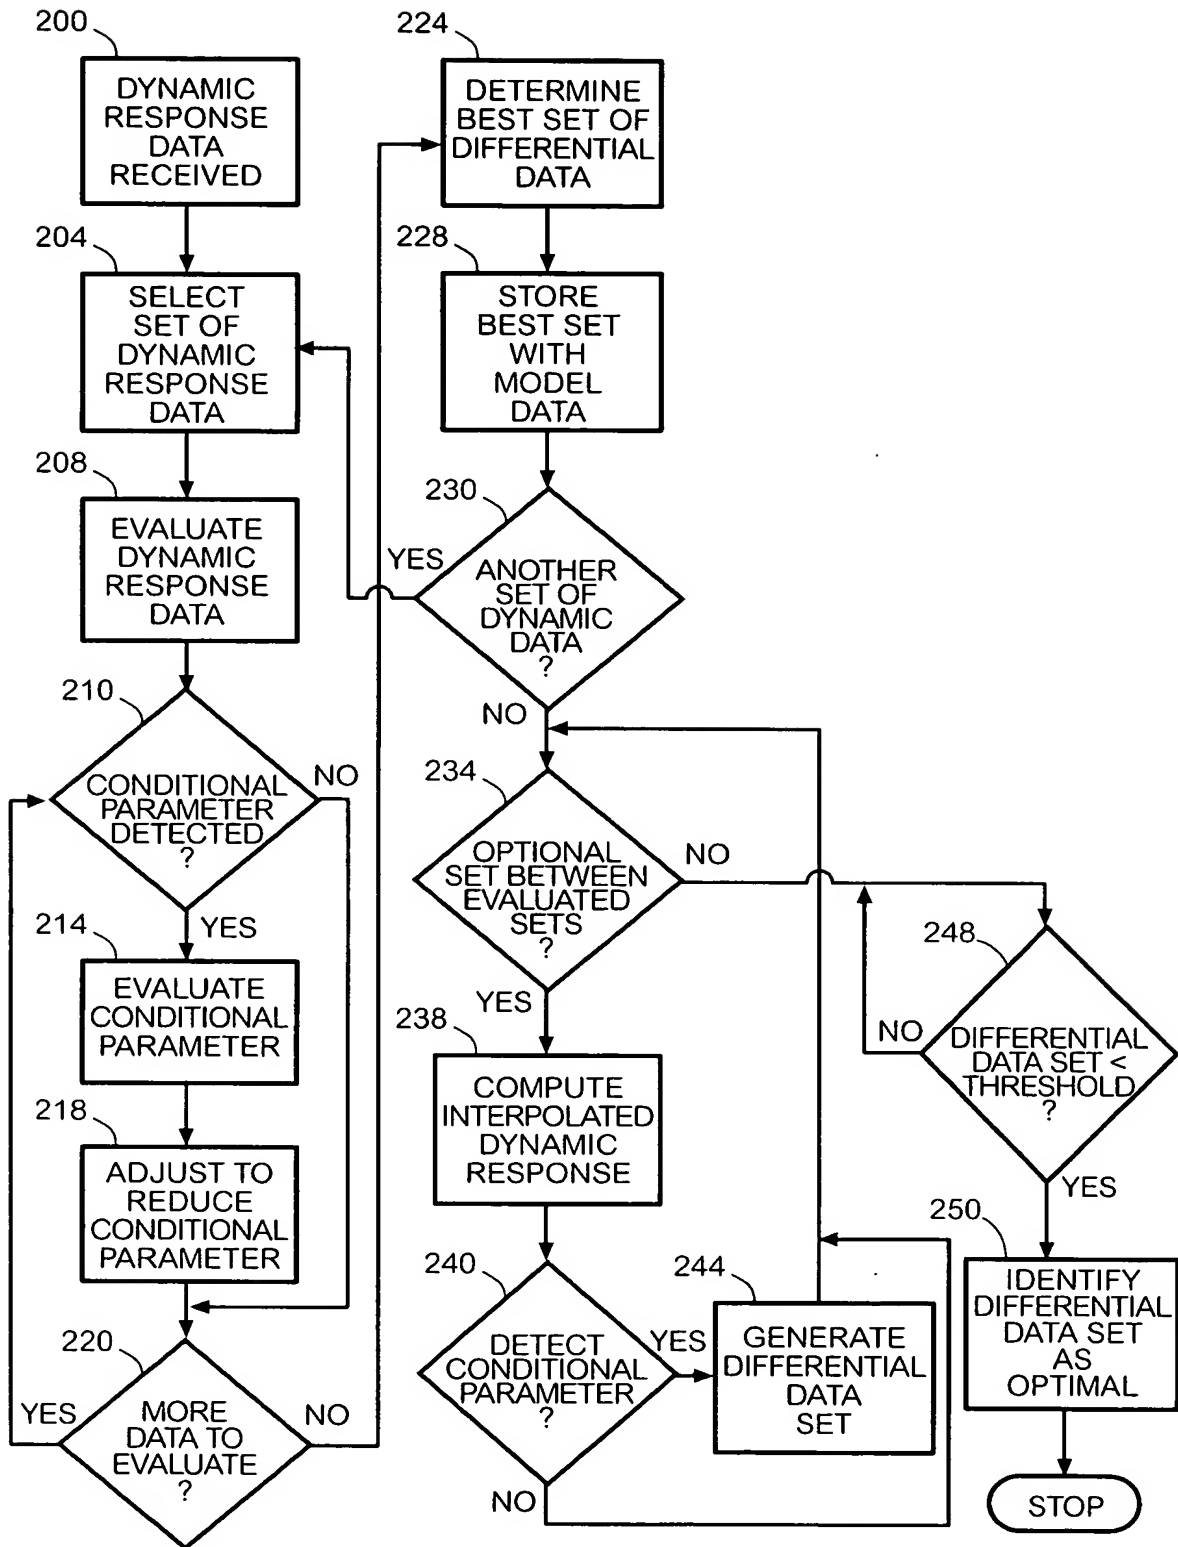 200
DYNAMIC
RESPONSE
DATA
RECEIVED
204
SELECT
SET OF
DYNAMIC
RESPONSE
DATA
208
EVALUATE
DYNAMIC
RESPONSE
DATA
210
CONDITIONAL
PARAMETER
DETECTED
?
NO
YES
214
EVALUATE
CONDITIONAL
PARAMETER
218
ADJUST TO
REDUCE
CONDITIONAL
PARAMETER
220
MORE
DATA TO
EVALUATE
?
YES
NO
224
DETERMINE
BEST SET OF
DIFFERENTIAL
DATA
228
STORE
BEST SET
WITH
MODEL
DATA
230
YES
ANOTHER
SET OF
DYNAMIC
DATA
?
NO
234
OPTIONAL
SET BETWEEN
EVALUATED
SETS
?
NO
YES
238
COMPUTE
INTERPOLATED
DYNAMIC
RESPONSE
240
DETECT
CONDITIONAL
PARAMETER
?
YES
NO
244
GENERATE
DIFFERENTIAL
DATA
SET
248
NO
DIFFERENTIAL
DATA SET <
THRESHOLD
?
YES
250
IDENTIFY
DIFFERENTIAL
DATA SET
AS
OPTIMAL
STOP